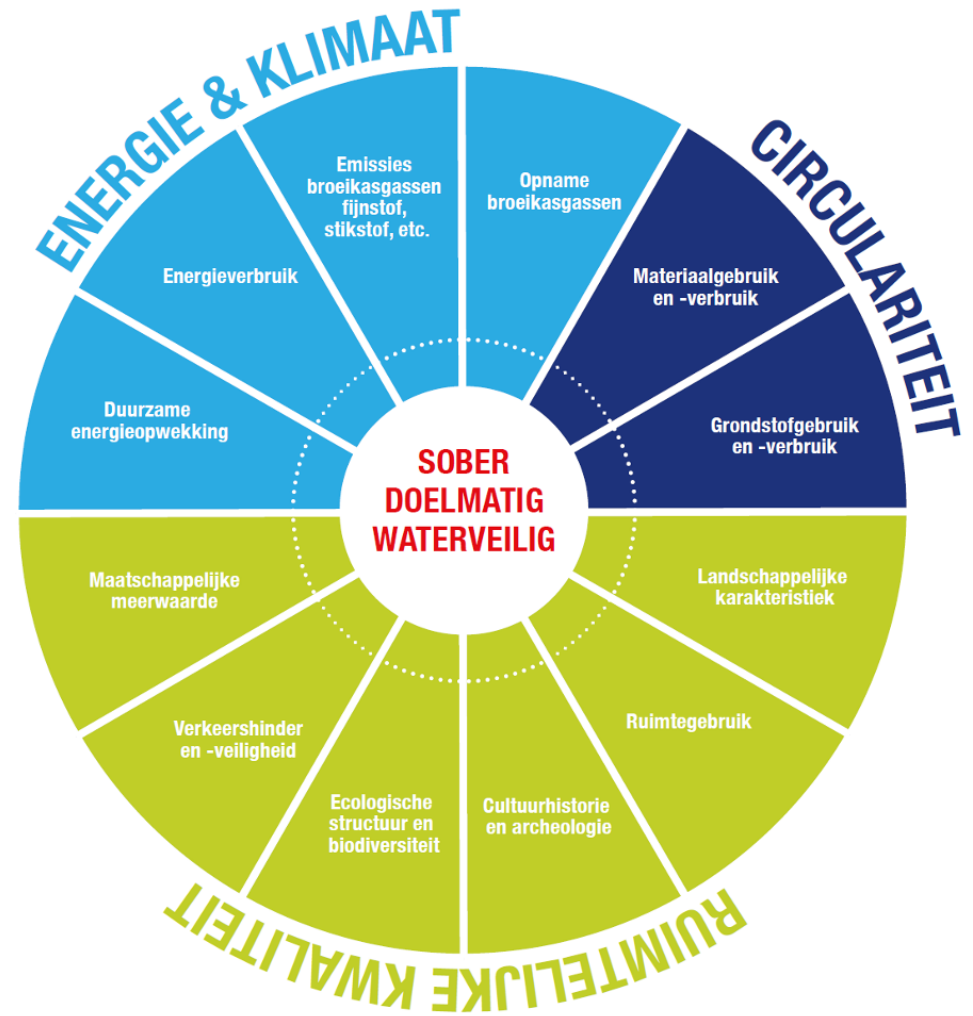 ENERGIE & KLIMAAT
CIRCULARITEIT
Emissies
broeikasgassen
fijnstof,
stikstof, etc.
Opname
broeikasgassen
Energieverbruik
Materiaalgebruik
en -verbruik
Duurzame
energieopwekking
Grondstofgebruik
en -verbruik
SOBER
DOELMATIG
WATERVEILIG
Maatschappelijke
meerwaarde
Landschappelijke
karakteristiek
Verkeershinder
en -veiligheid
Ruimtegebruik
Ecologische
structuur en
biodiversiteit
Cultuurhistorie
en archeologie
RUIMTELIJKE KWALITEIT